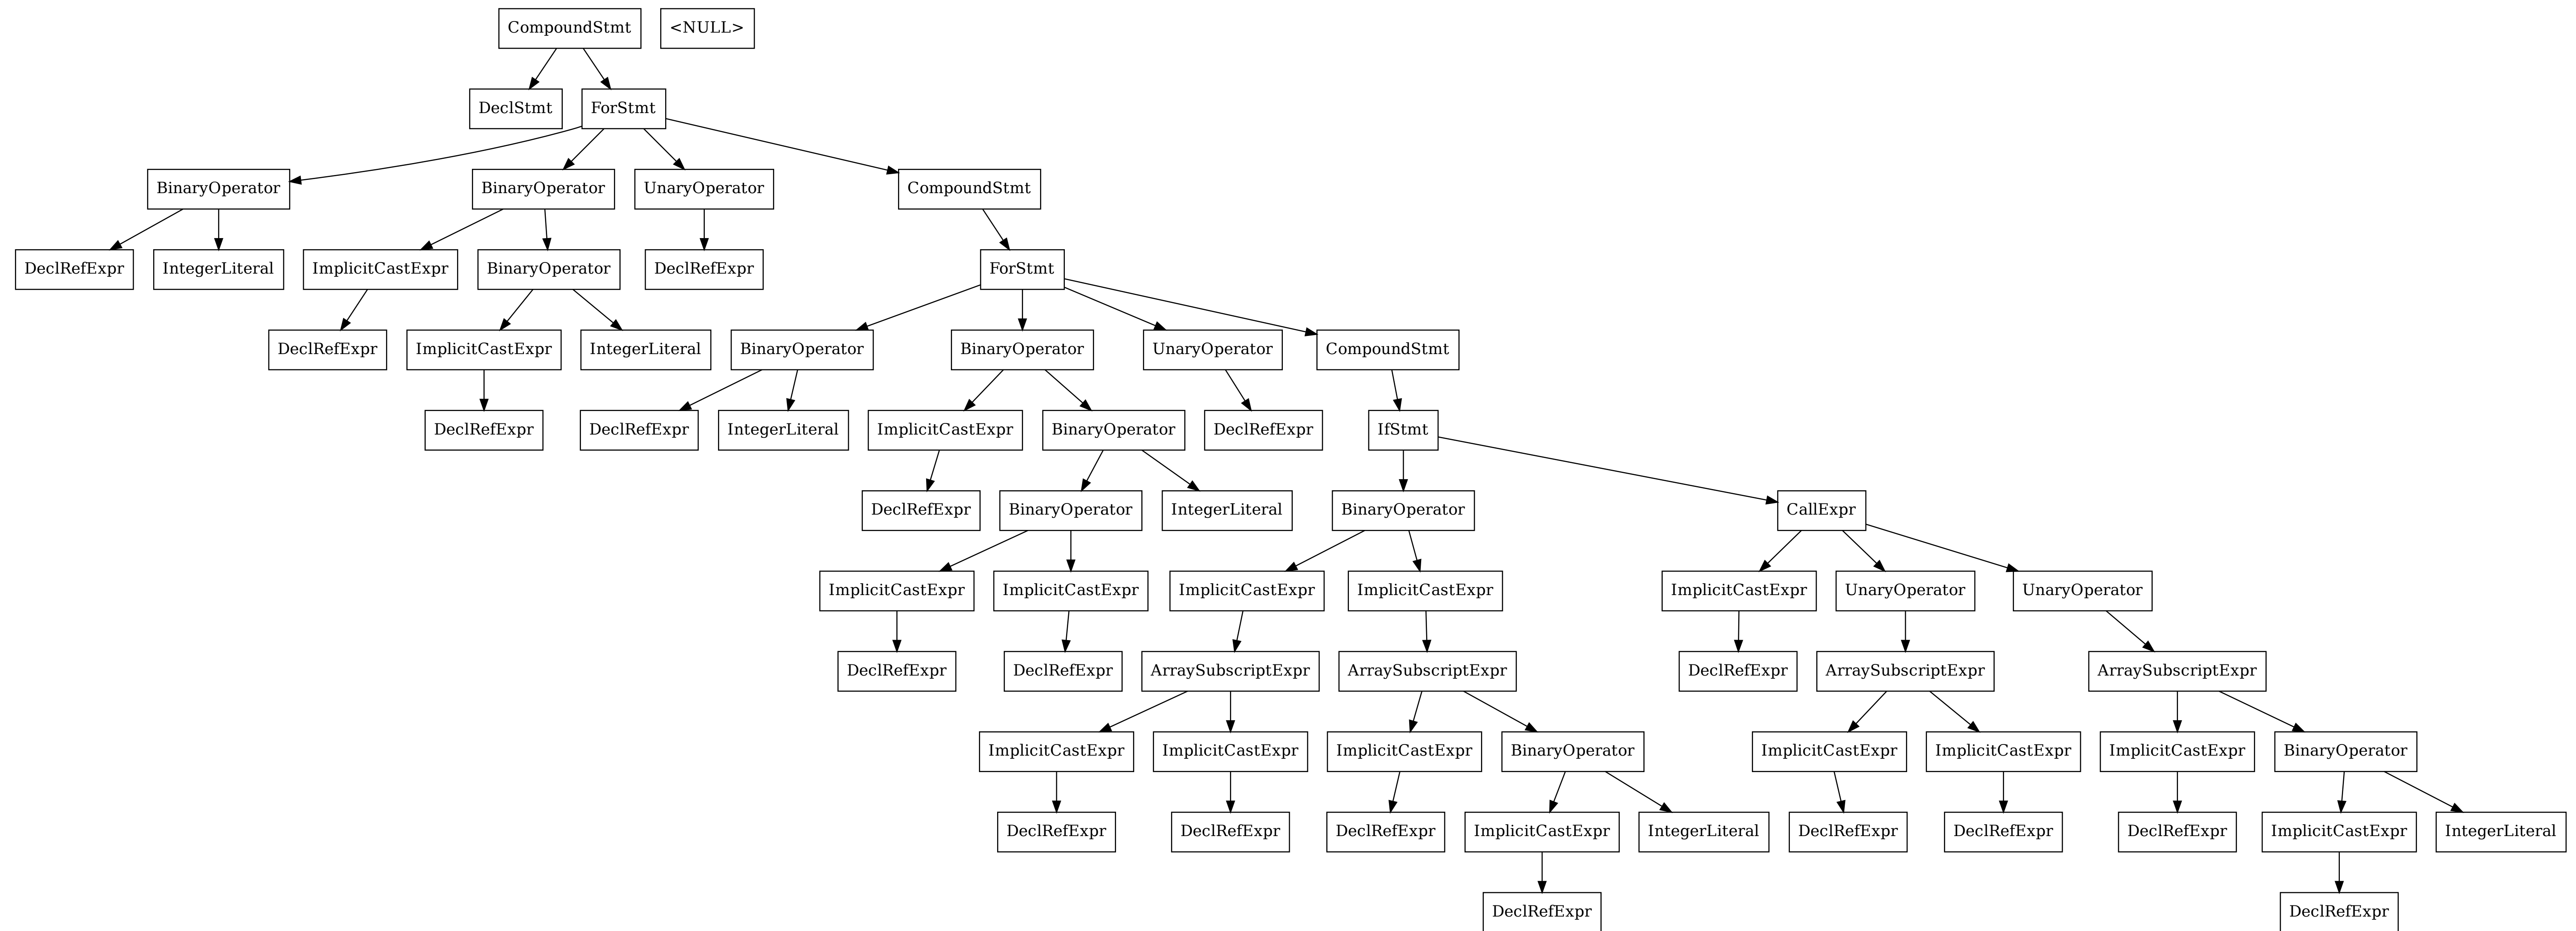 CompoundStmt <NULL>
DeclStmt ForStmt
BinaryOperator BinaryOperator UnaryOperator CompoundStmt
DeclRefExpr IntegerLiteral ImplicitCastExpr BinaryOperator DeclRefExpr ForStmt
DeclRefExpr ImplicitCastExpr IntegerLiteral BinaryOperator BinaryOperator UnaryOperator CompoundStmt
DeclRefExpr DeclRefExpr IntegerLiteral ImplicitCastExpr BinaryOperator DeclRefExpr IfStmt
DeclRefExpr BinaryOperator IntegerLiteral BinaryOperator CallExpr
ImplicitCastExpr ImplicitCastExpr ImplicitCastExpr ImplicitCastExpr ImplicitCastExpr UnaryOperator UnaryOperator
DeclRefExpr DeclRefExpr ArraySubscriptExpr ArraySubscriptExpr DeclRefExpr ArraySubscriptExpr ArraySubscriptExpr
ImplicitCastExpr ImplicitCastExpr ImplicitCastExpr BinaryOperator ImplicitCastExpr ImplicitCastExpr ImplicitCastExpr BinaryOperator
DeclRefExpr DeclRefExpr DeclRefExpr ImplicitCastExpr IntegerLiteral DeclRefExpr DeclRefExpr DeclRefExpr ImplicitCastExpr IntegerLiteral
DeclRefExpr DeclRefExpr